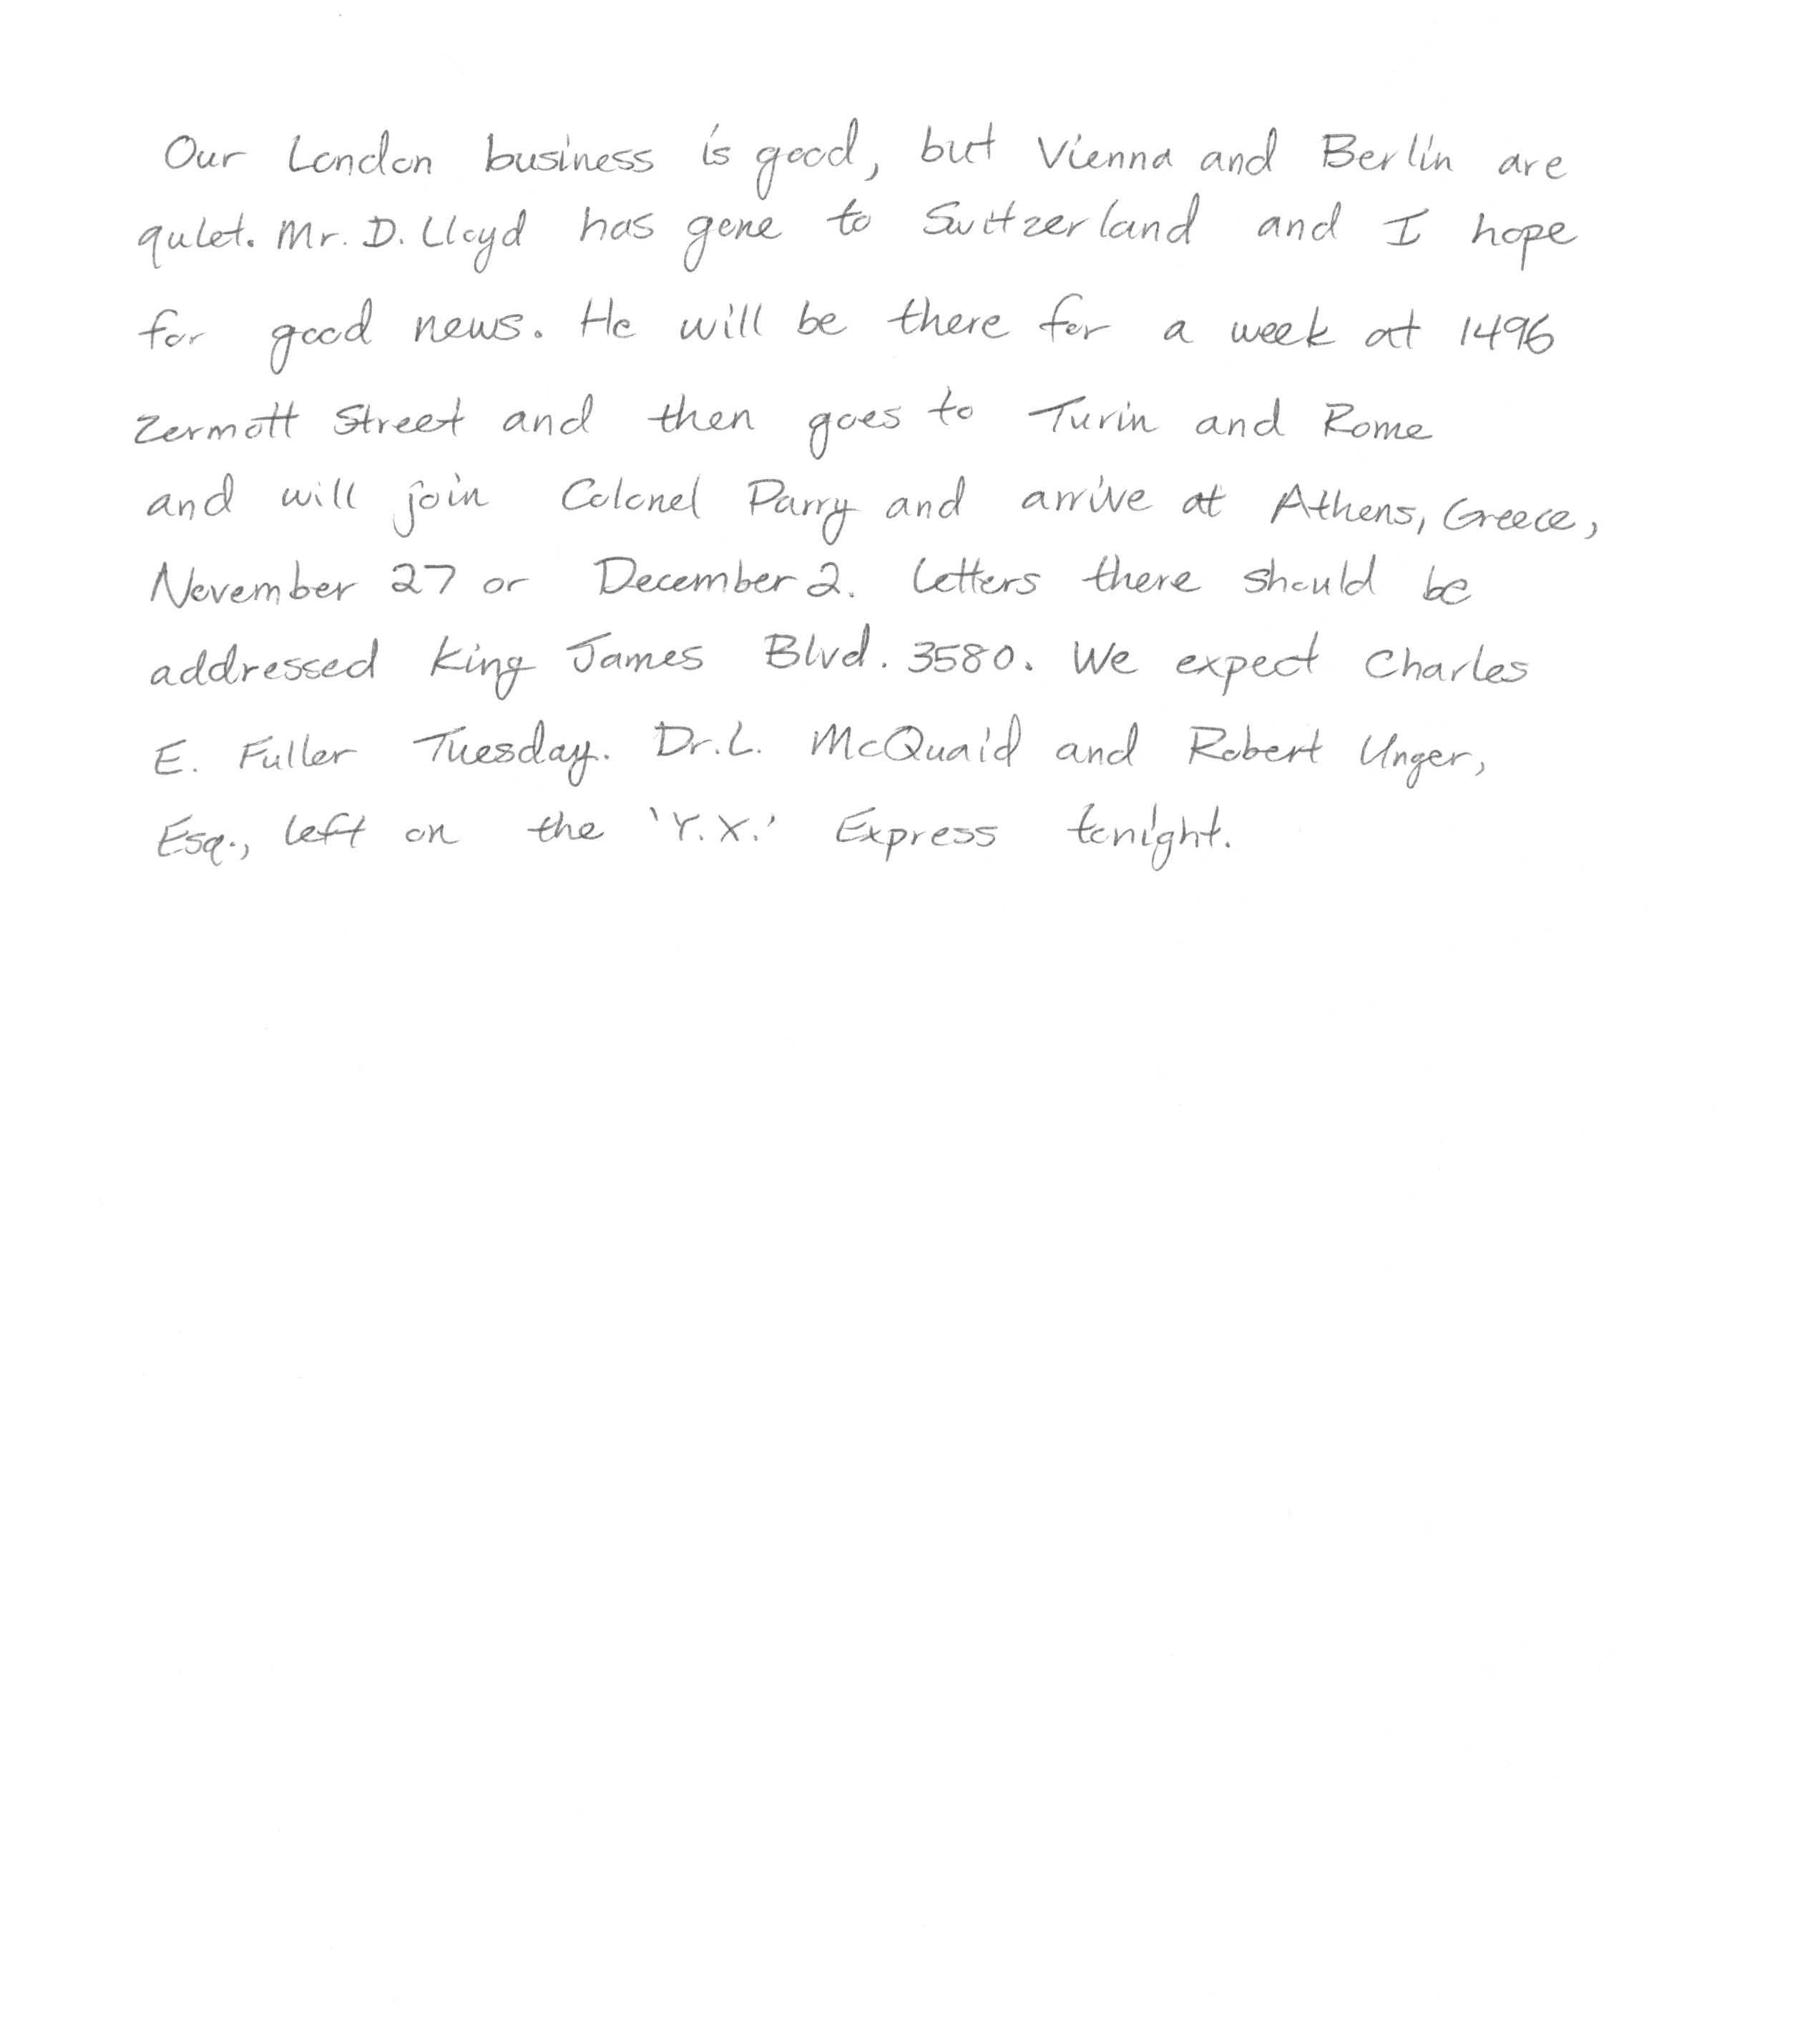 Our London business is good, but Vienna and Berlin are
quiet. Mr. D. Lloyd has gone to Switzerland and I hope
for good news. He will be there for a week at 1496
Zermott Street and then goes to Turin and Rome
and will join Colonel Parry and arrive at Athens, Greece,
November 27 or December 2. Letters there should be
addressed King James Blvd. 3580. We expect Charles
E. Fuller Tuesday. Dr. L. McQuaid and Robert Unger,
Esq., left on the 'Y.X.' Express tonight.